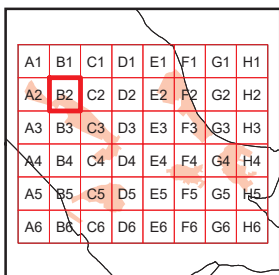 A1 B1 C1 D1 E1 F1 G1 H1
A2 B2 C2 D2 E2 F2 G2 H2
A3 B3 C3 D3 E3 F3 G3 H3
A4 B4 C4 D4 E4 F4 G4 H4
A5 B5 C5 D5 E5 F5 G5 H5
A6 B6 C6 D6 E6 F6 G6 H6